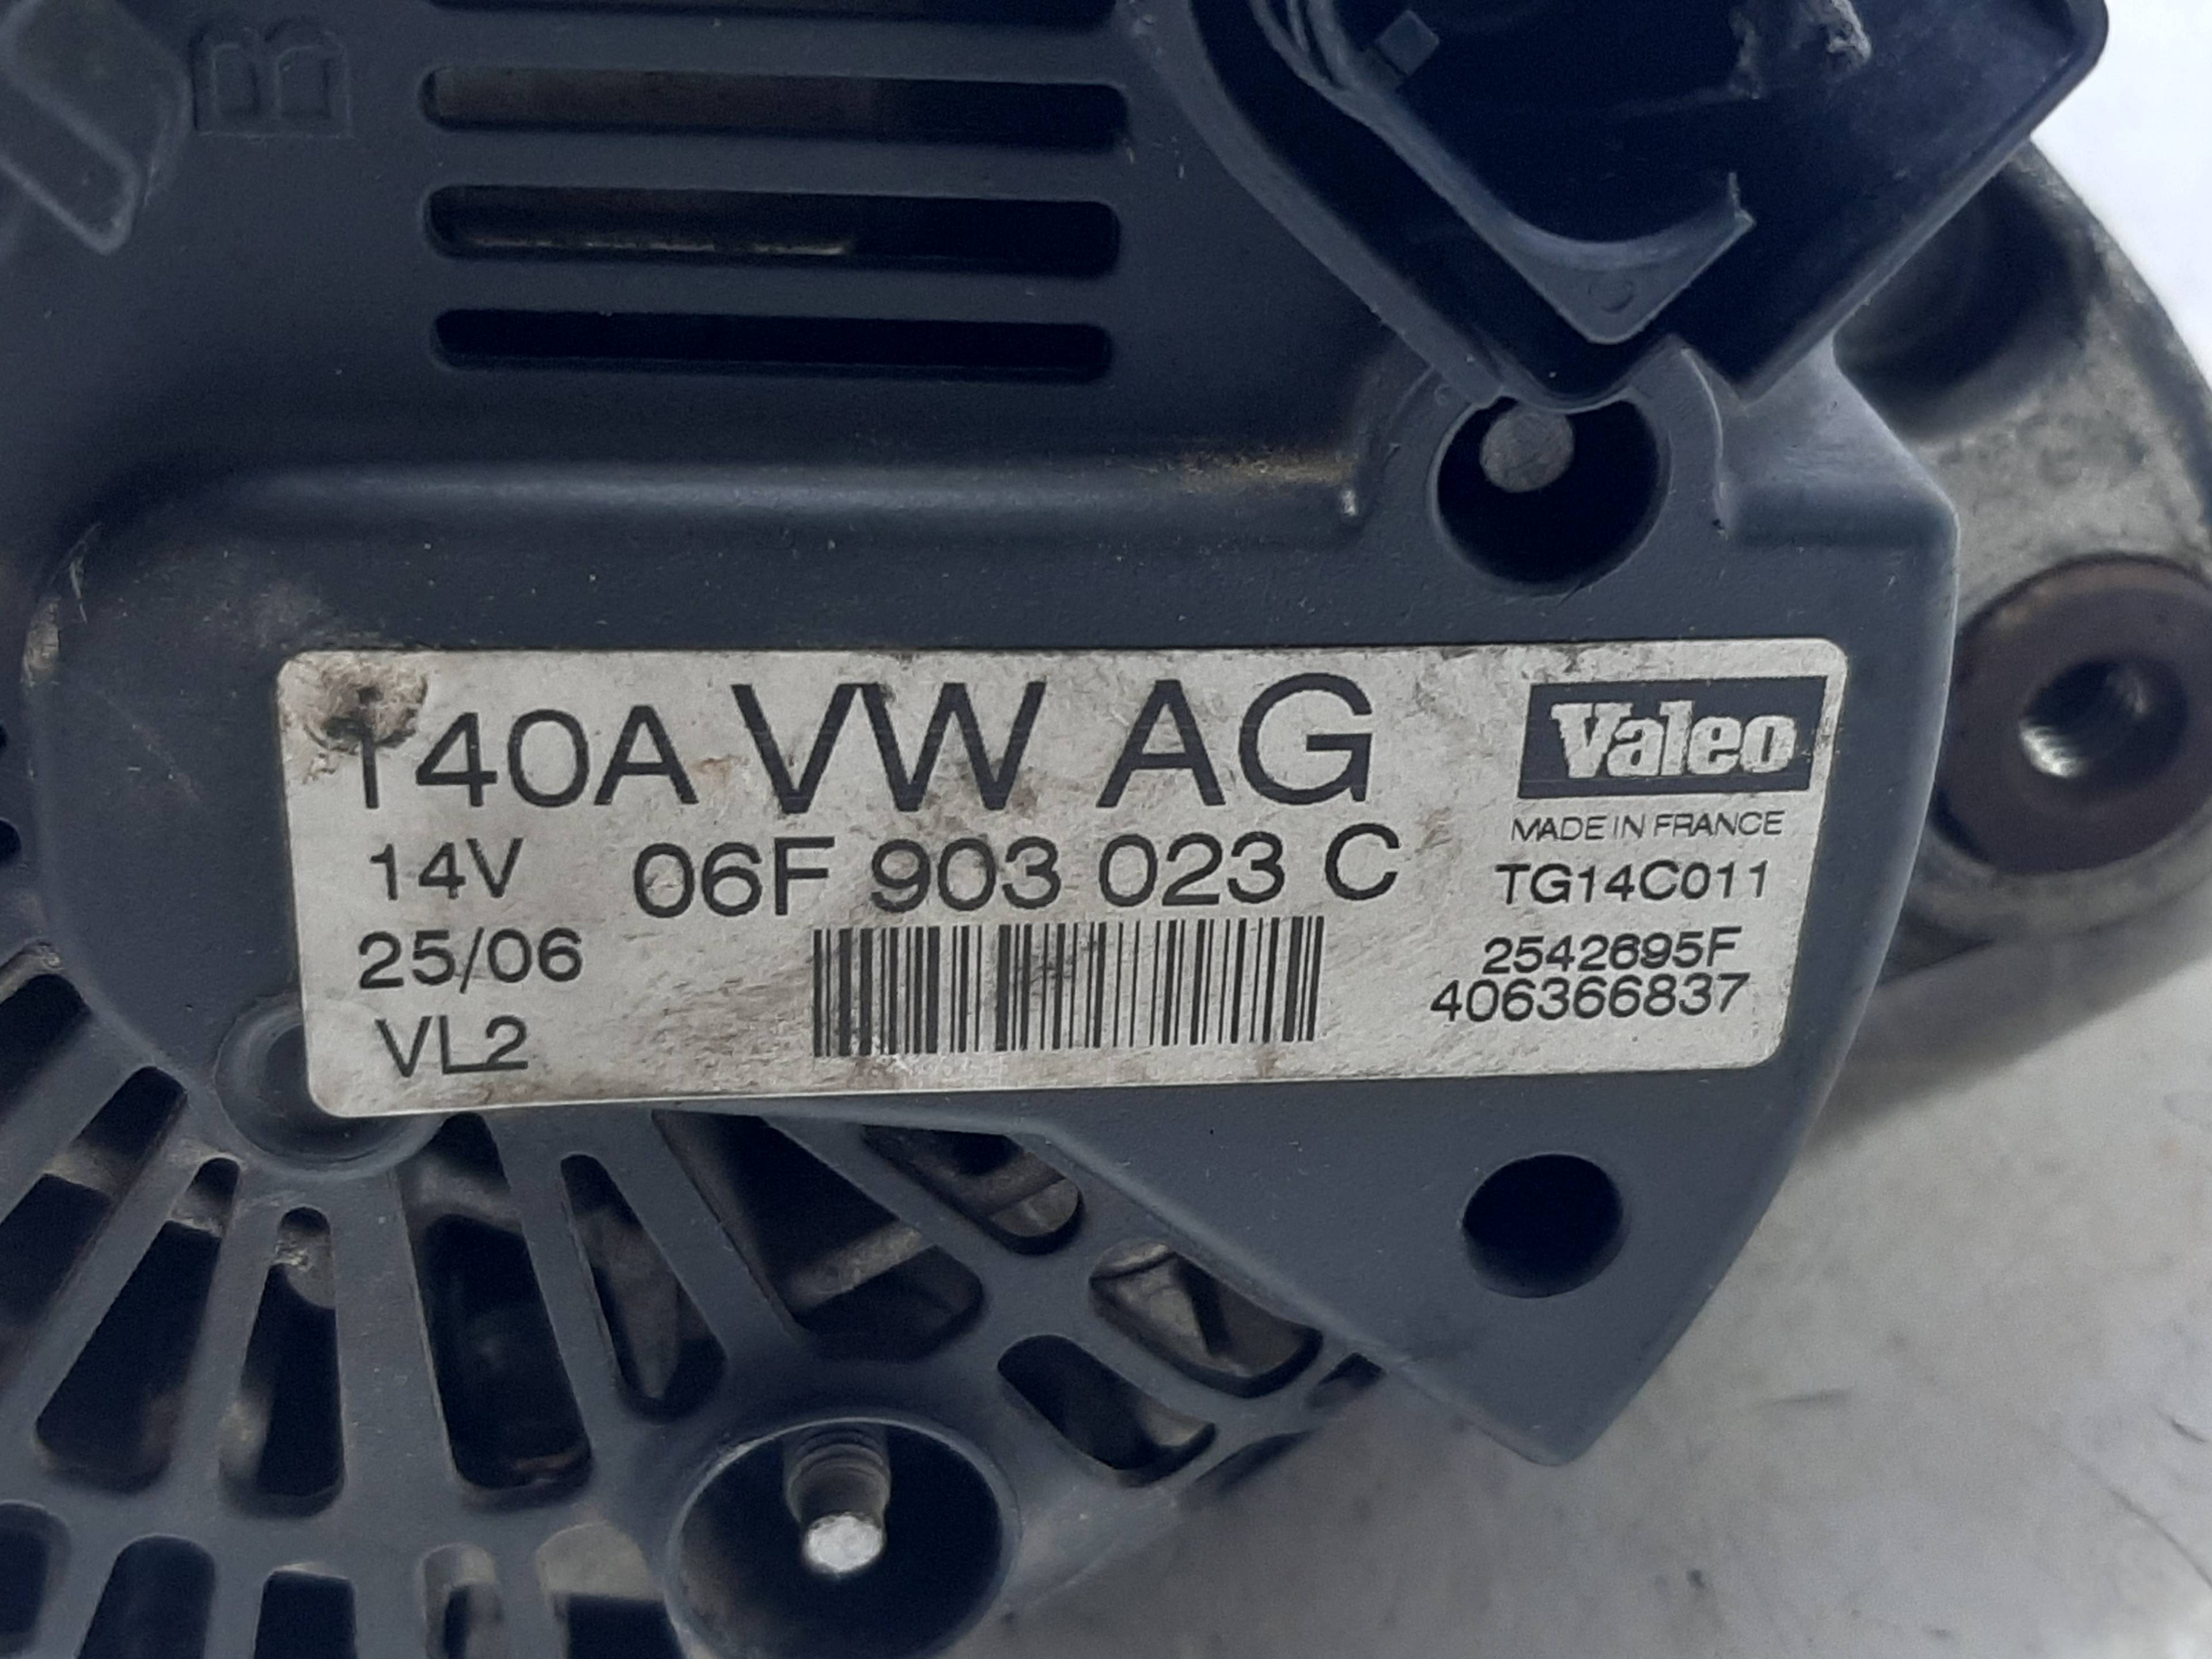 B
140A VW AG
Valeo
MADE IN FRANCE
14V 06F 903 023 C
TG14C011
25/06
2542695F
406366837
VL2